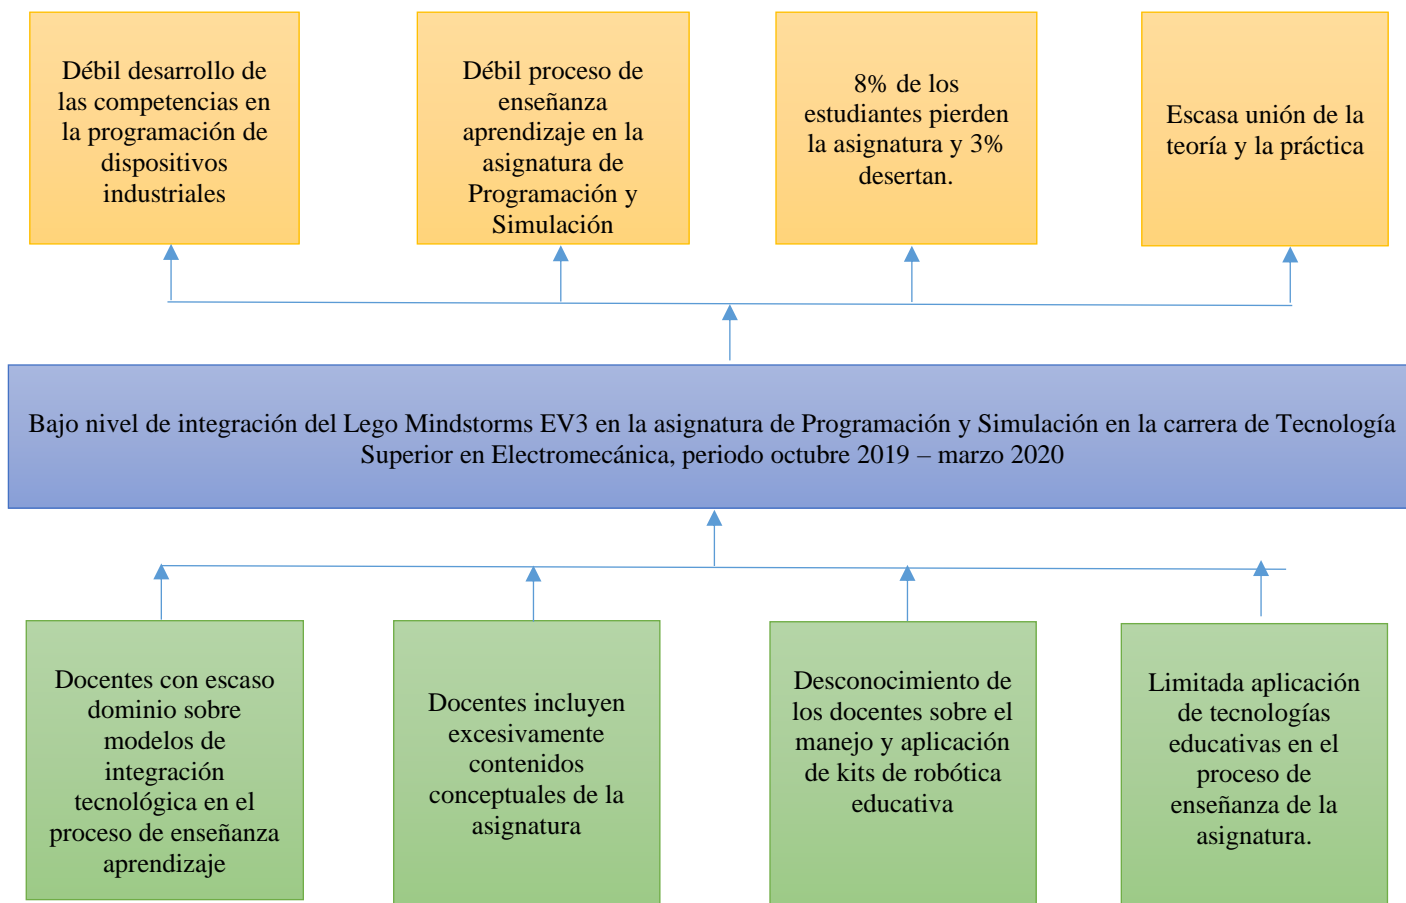 Débil desarrollo de
las competencias en
la programación de
dispositivos
industriales
Débil proceso de
enseñanza
aprendizaje en la
asignatura de
Programación y
Simulación
8% de los
estudiantes pierden
la asignatura y 3%
desertan.
Escasa unión de la
teoría y la práctica
Bajo nivel de integración del Lego Mindstorms EV3 en la asignatura de Programación y Simulación en la carrera de Tecnología
Superior en Electromecánica, periodo octubre 2019 – marzo 2020
Docentes con escaso
dominio sobre
modelos de
integración
tecnológica en el
proceso de enseñanza
aprendizaje
Docentes incluyen
excesivamente
contenidos
conceptuales de la
asignatura
Desconocimiento de
los docentes sobre el
manejo y aplicación
de kits de robótica
educativa
Limitada aplicación
de tecnologías
educativas en el
proceso de
enseñanza de la
asignatura.